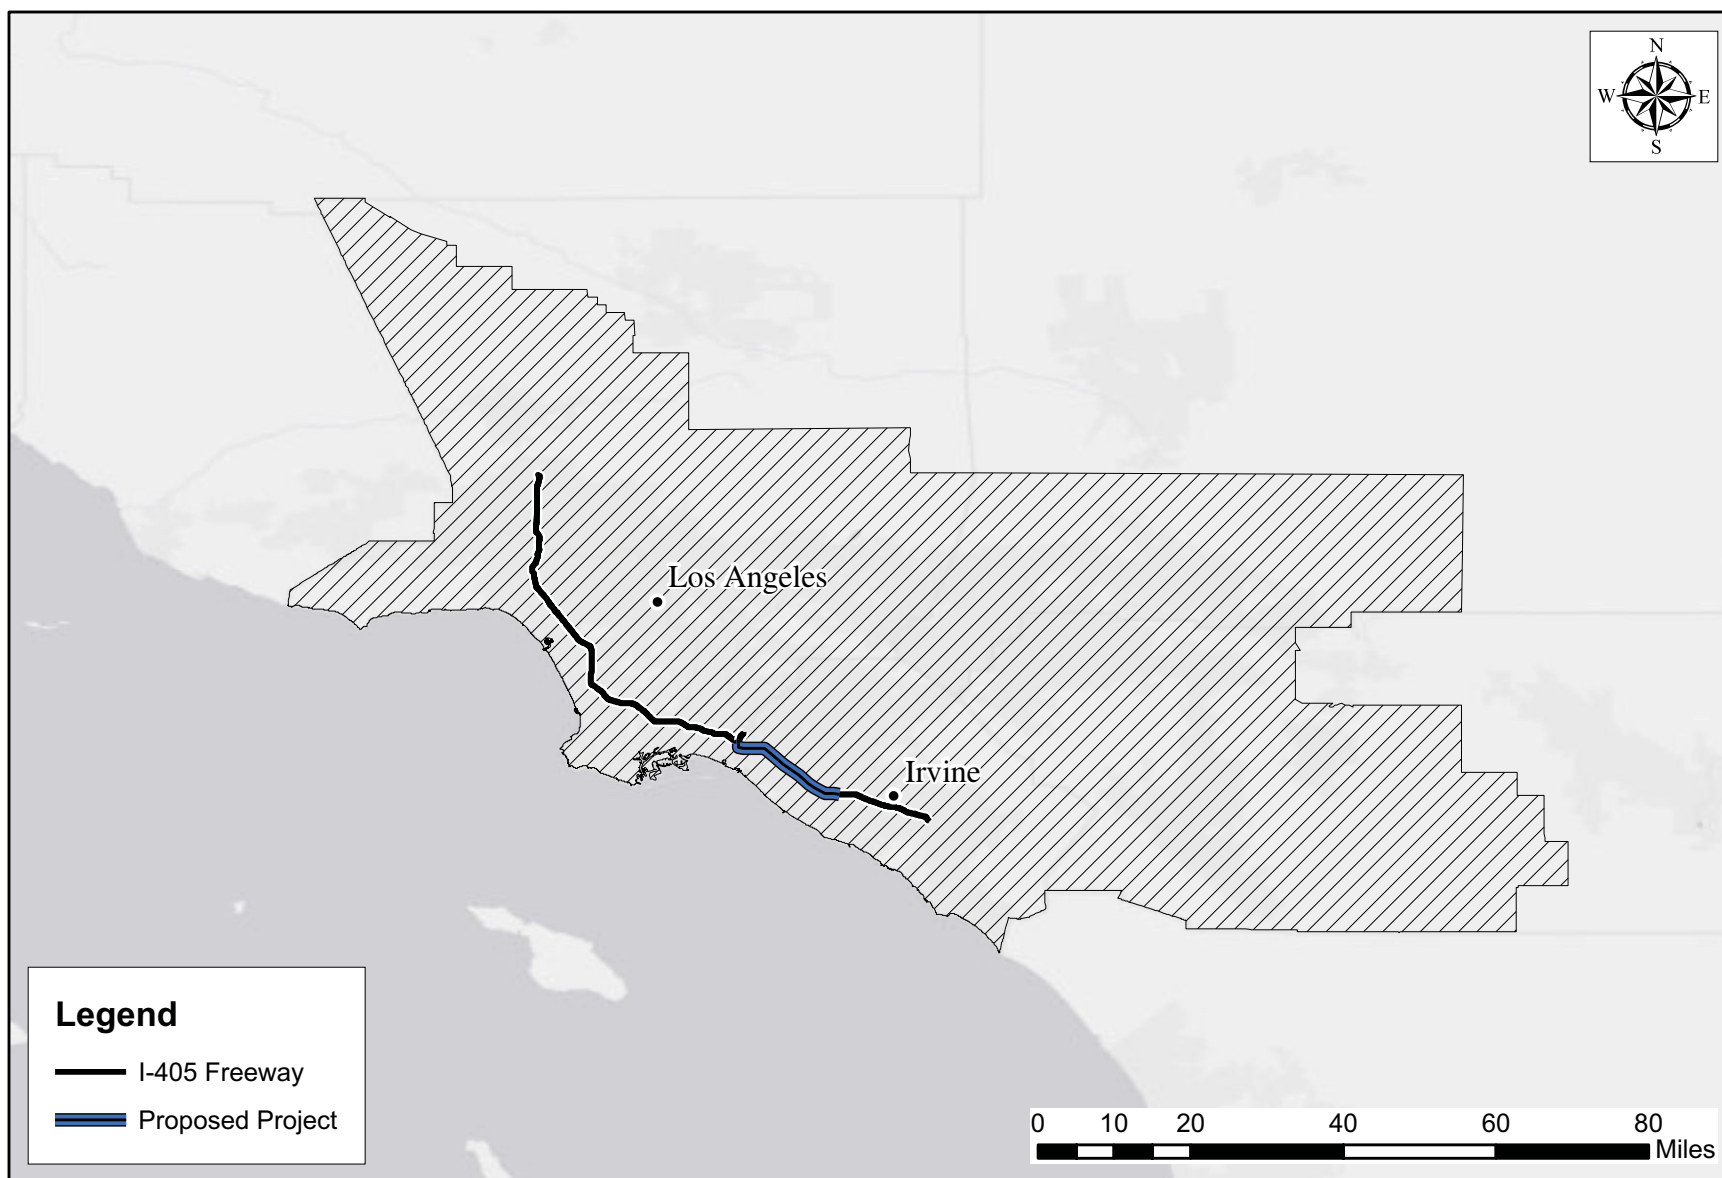 N
W E
S
Los Angeles
Irvine
Legend
I-405 Freeway
Proposed Project
0 10 20 40 60 80
Miles